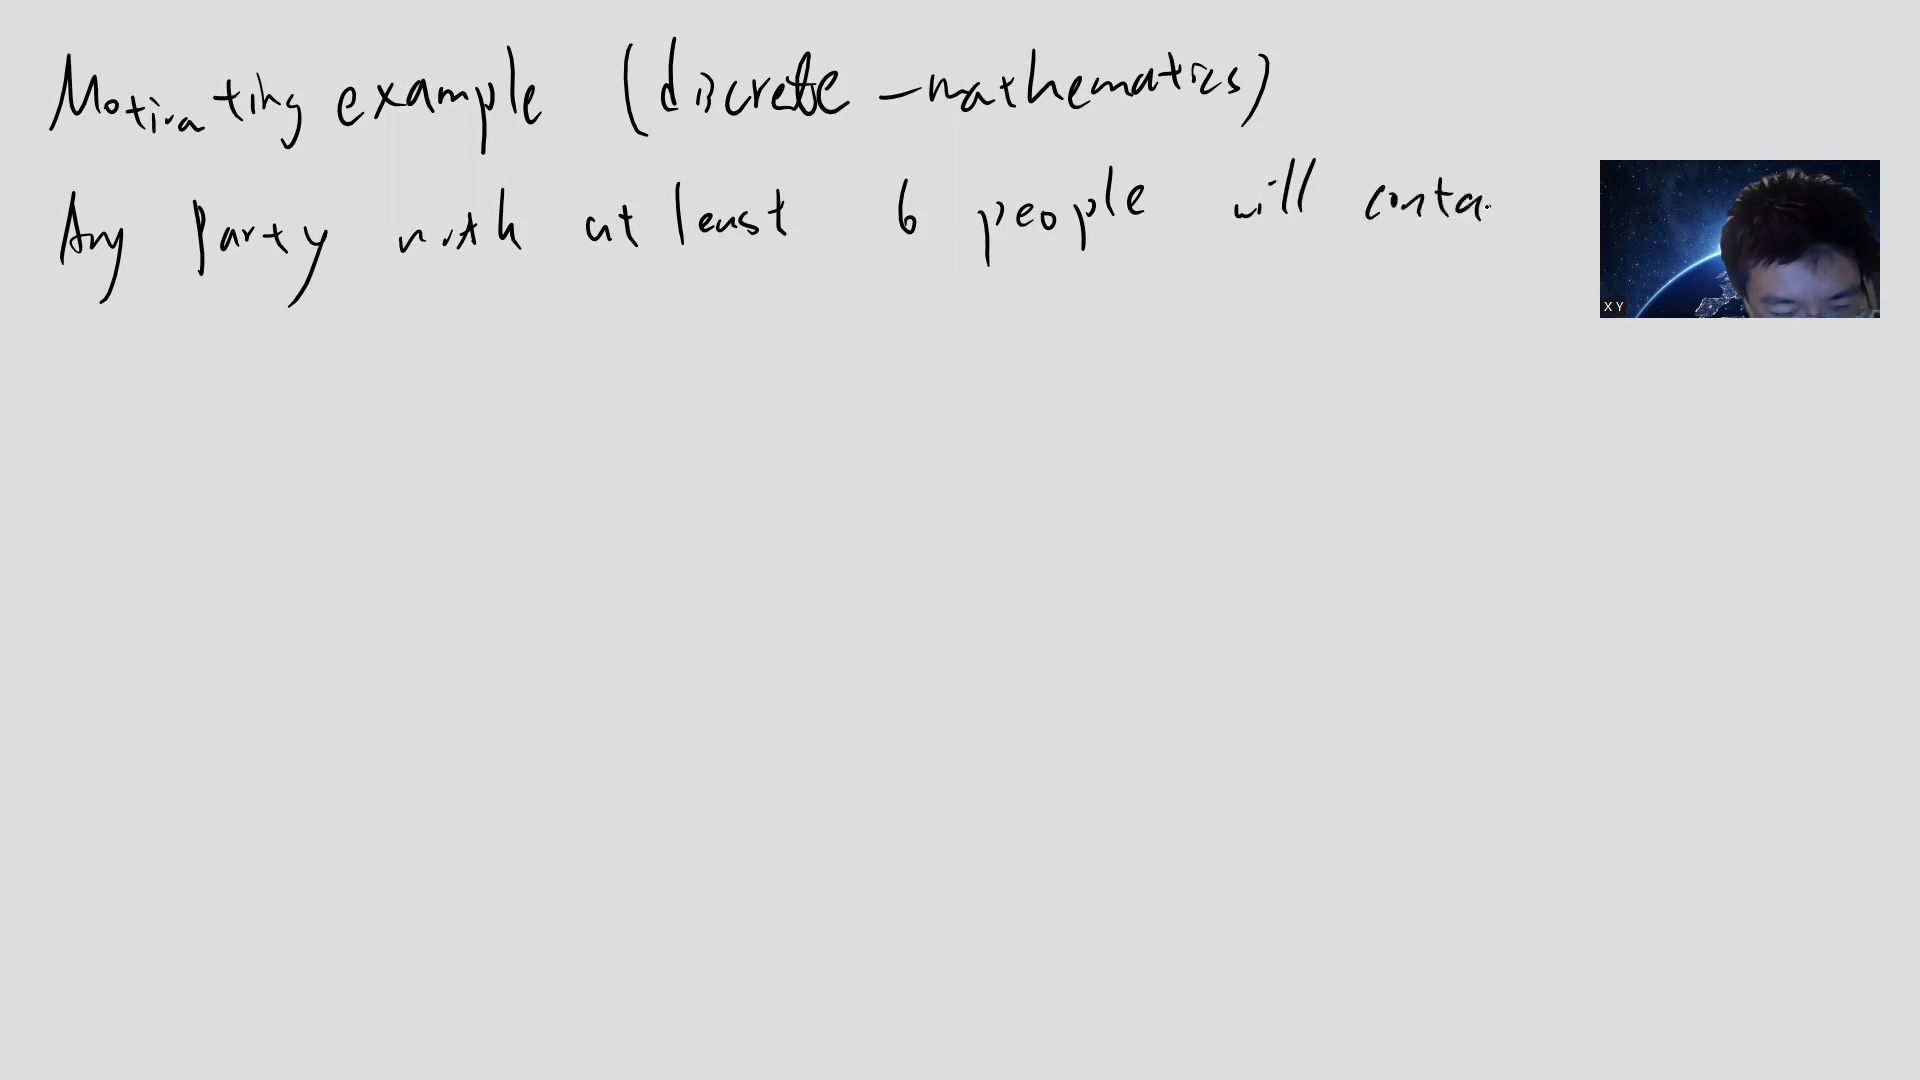 Motivating example (discrete - mathematics)
Any Party with at least 6 people will conta
X Y